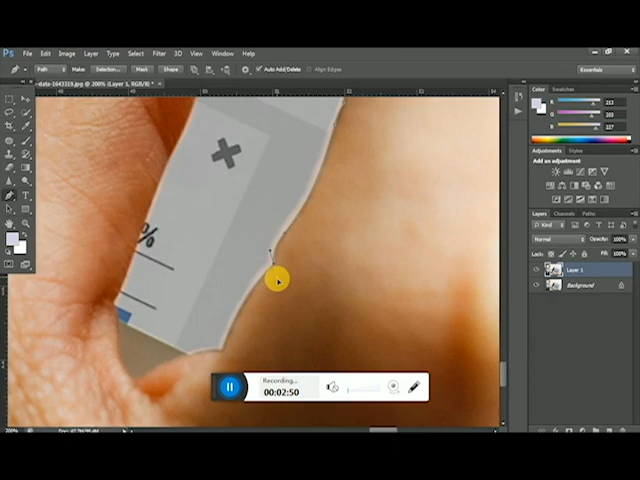 Ps File Edit Image Layer Type Select Filter 3D View Window Help
Path Make: Selection... Mask Shape Auto Add/Delete Align Edges Essentials
-data-1643319.jpg @ 200% (Layer 1, RGB/8) *
Color Swatches
R 213
G 203
B 227
Adjustments Styles
Add an adjustment
Layers Channels Paths
Kind
Normal Opacity: 100%
Lock: Fill: 100%
Layer 1
Background
%
Recording...
00:02:50
200%